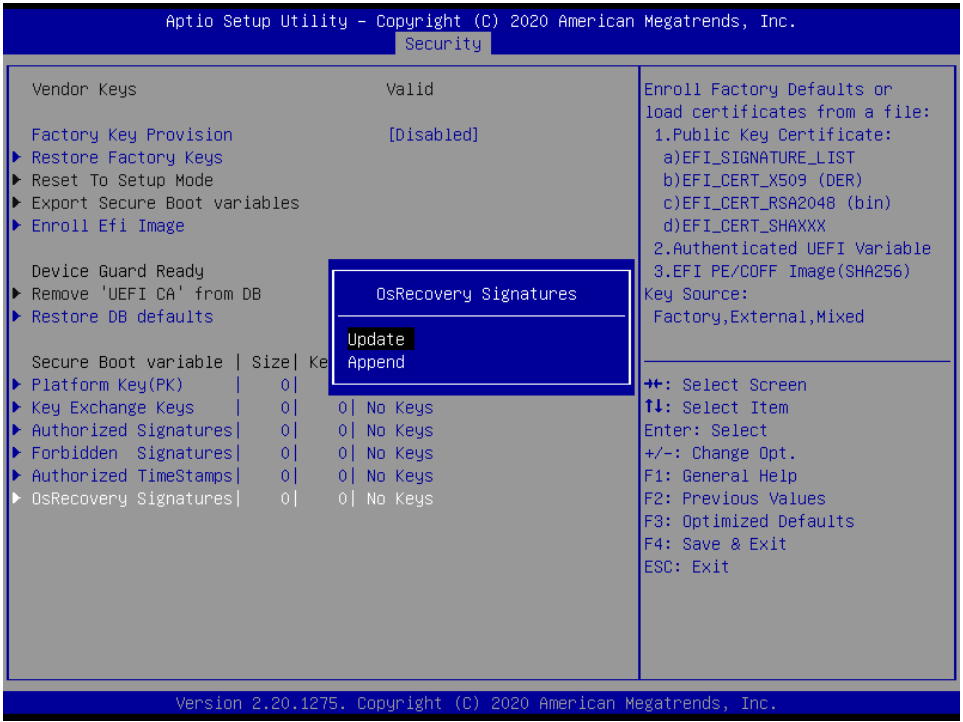 Aptio Setup Utility – Copyright (C) 2020 American Megatrends, Inc.
Security
Vendor Keys Valid
Factory Key Provision [Disabled]
Restore Factory Keys
Reset To Setup Mode
Export Secure Boot variables
Enroll Efi Image
Device Guard Ready
Remove 'UEFI CA' from DB
Restore DB defaults
Secure Boot variable | Size| Ke
Platform Key(PK) | 0|
Key Exchange Keys | 0| 0| No Keys
Authorized Signatures| 0| 0| No Keys
Forbidden Signatures| 0| 0| No Keys
Authorized TimeStamps| 0| 0| No Keys
OsRecovery Signatures| 0| 0| No Keys
OsRecovery Signatures
Update
Append
Enroll Factory Defaults or
load certificates from a file:
1.Public Key Certificate:
a)EFI_SIGNATURE_LIST
b)EFI_CERT_X509 (DER)
c)EFI_CERT_RSA2048 (bin)
d)EFI_CERT_SHAXXX
2.Authenticated UEFI Variable
3.EFI PE/COFF Image(SHA256)
Key Source:
Factory,External,Mixed
→←: Select Screen
↑↓: Select Item
Enter: Select
+/-: Change Opt.
F1: General Help
F2: Previous Values
F3: Optimized Defaults
F4: Save & Exit
ESC: Exit
Version 2.20.1275. Copyright (C) 2020 American Megatrends, Inc.